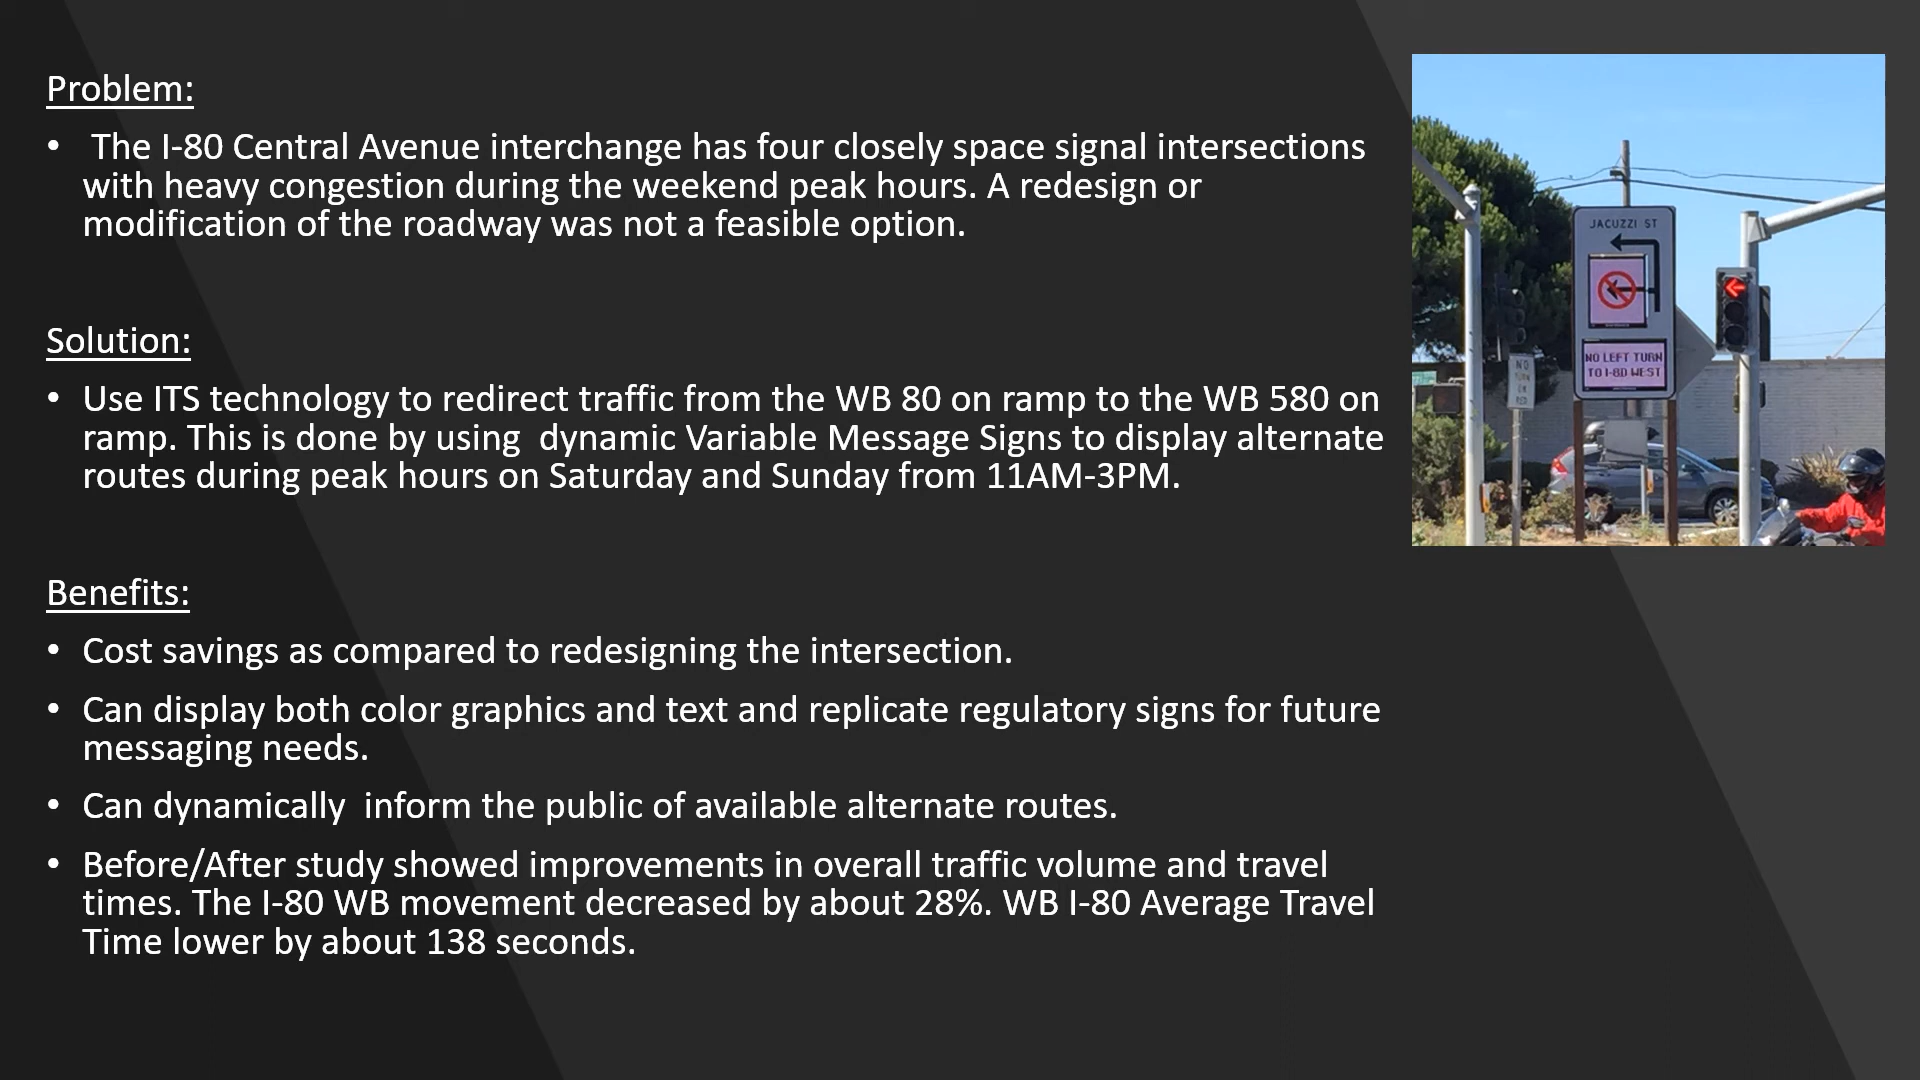 Problem:
• The I-80 Central Avenue interchange has four closely space signal intersections
with heavy congestion during the weekend peak hours. A redesign or
modification of the roadway was not a feasible option.
Solution:
• Use ITS technology to redirect traffic from the WB 80 on ramp to the WB 580 on
ramp. This is done by using  dynamic Variable Message Signs to display alternate
routes during peak hours on Saturday and Sunday from 11AM-3PM.
Benefits:
• Cost savings as compared to redesigning the intersection.
• Can display both color graphics and text and replicate regulatory signs for future
messaging needs.
• Can dynamically  inform the public of available alternate routes.
• Before/After study showed improvements in overall traffic volume and travel
times. The I-80 WB movement decreased by about 28%. WB I-80 Average Travel
Time lower by about 138 seconds.
JACUZZI ST
NO LEFT TURN
TO I-80 WEST
NO
TURN
ON
RED